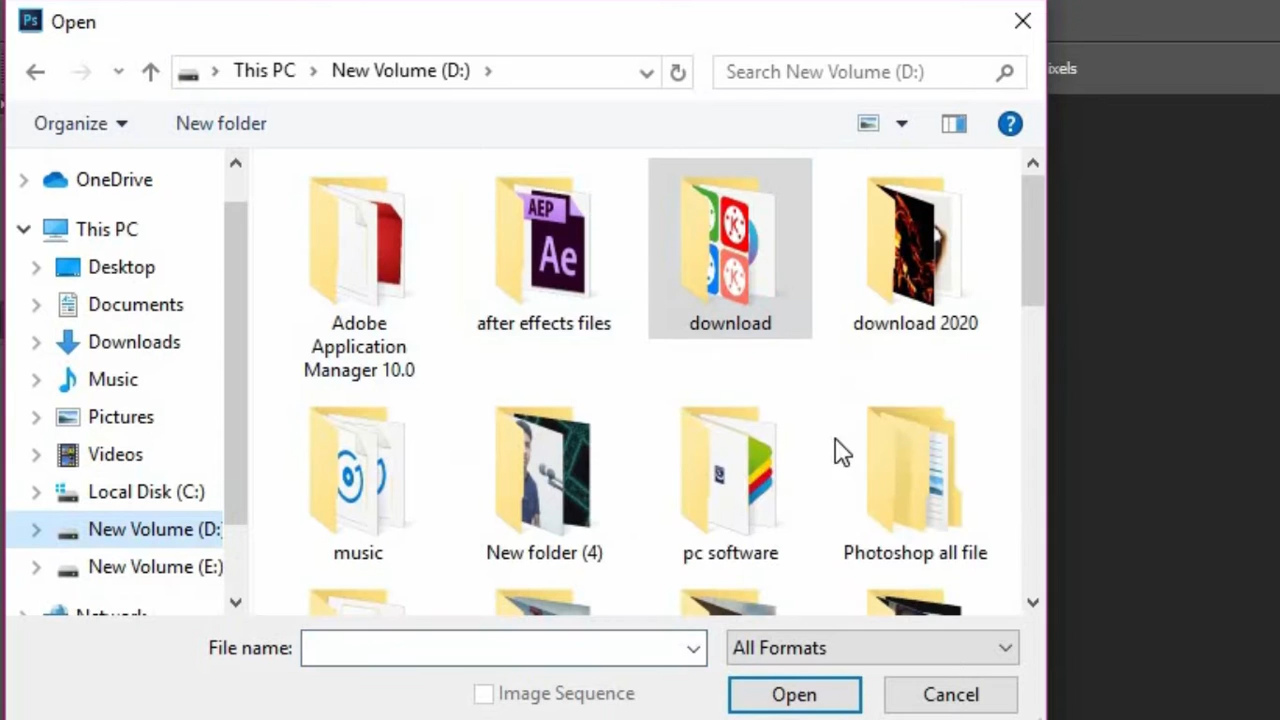 Ps Open
This PC New Volume (D:) Search New Volume (D:)
ixels
Organize New folder
OneDrive
This PC
Desktop
Documents
Downloads
Music
Pictures
Videos
Local Disk (C:)
New Volume (D:
New Volume (E:)
Network
AEP
Ae
Adobe
Application
Manager 10.0
after effects files
download
download 2020
music
New folder (4)
pc software
Photoshop all file
File name:
All Formats
Image Sequence
Open
Cancel